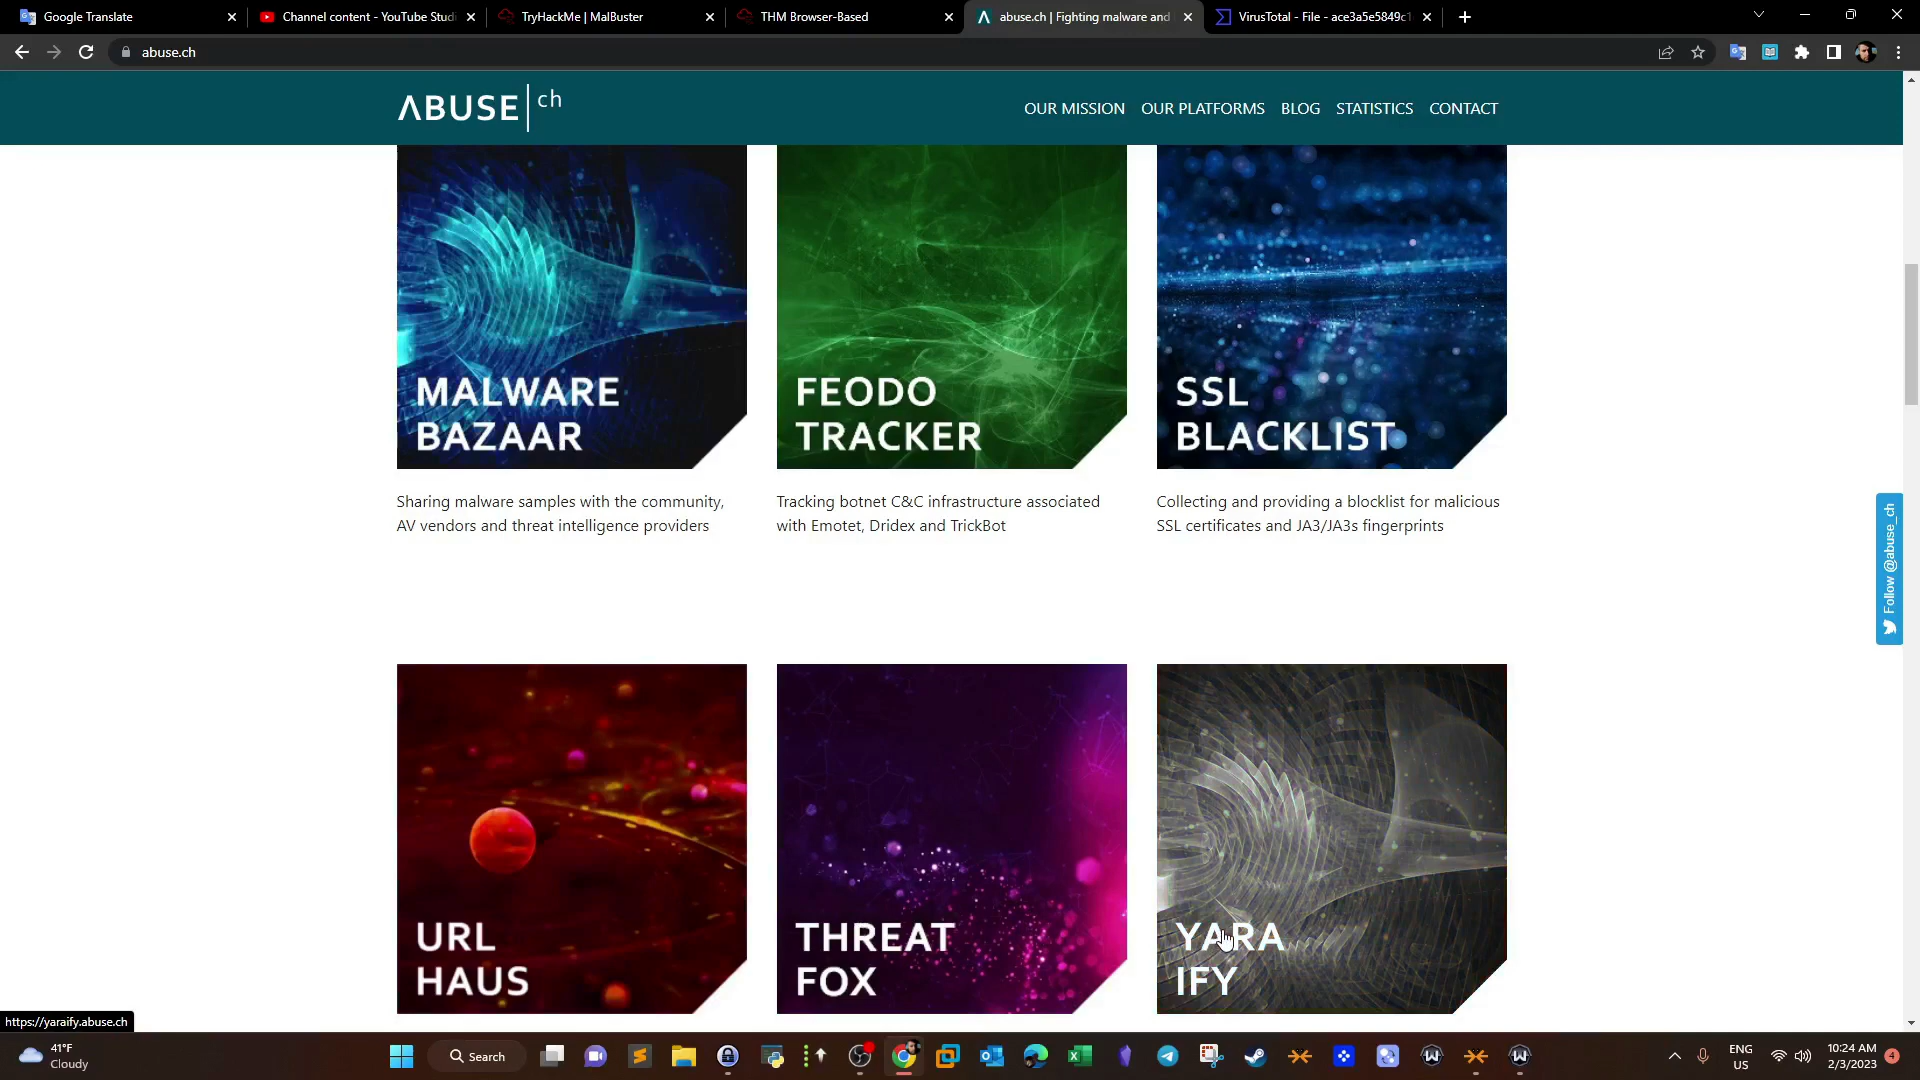 Google Translate
Channel content - YouTube Studi
TryHackMe | MalBuster
THM Browser-Based
abuse.ch | Fighting malware and
VirusTotal - File - ace3a5e5849c1
abuse.ch
ABUSE ch
OUR MISSION
OUR PLATFORMS
BLOG
STATISTICS
CONTACT
MALWARE
BAZAAR
FEODO
TRACKER
SSL
BLACKLIST
Sharing malware samples with the community,
AV vendors and threat intelligence providers
Tracking botnet C&C infrastructure associated
with Emotet, Dridex and TrickBot
Collecting and providing a blocklist for malicious
SSL certificates and JA3/JA3s fingerprints
Follow @abuse_ch
URL
HAUS
THREAT
FOX
YARA
IFY
https://yaraify.abuse.ch
41°F
Cloudy
Search
ENG
US
10:24 AM
2/3/2023
4